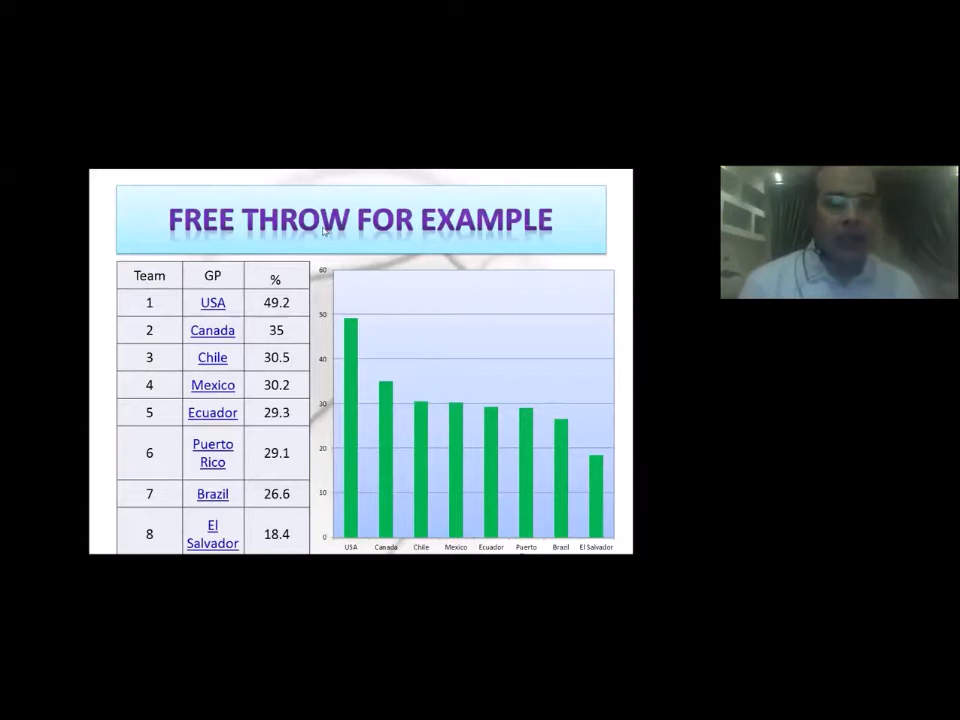 FREE THROW FOR EXAMPLE
Team GP %
1 USA 49.2
2 Canada 35
3 Chile 30.5
4 Mexico 30.2
5 Ecuador 29.3
6 Puerto Rico 29.1
7 Brazil 26.6
8 El Salvador 18.4
60
50
40
30
20
10
0
USA Canada Chile Mexico Ecuador Puerto Brazil El Salvador